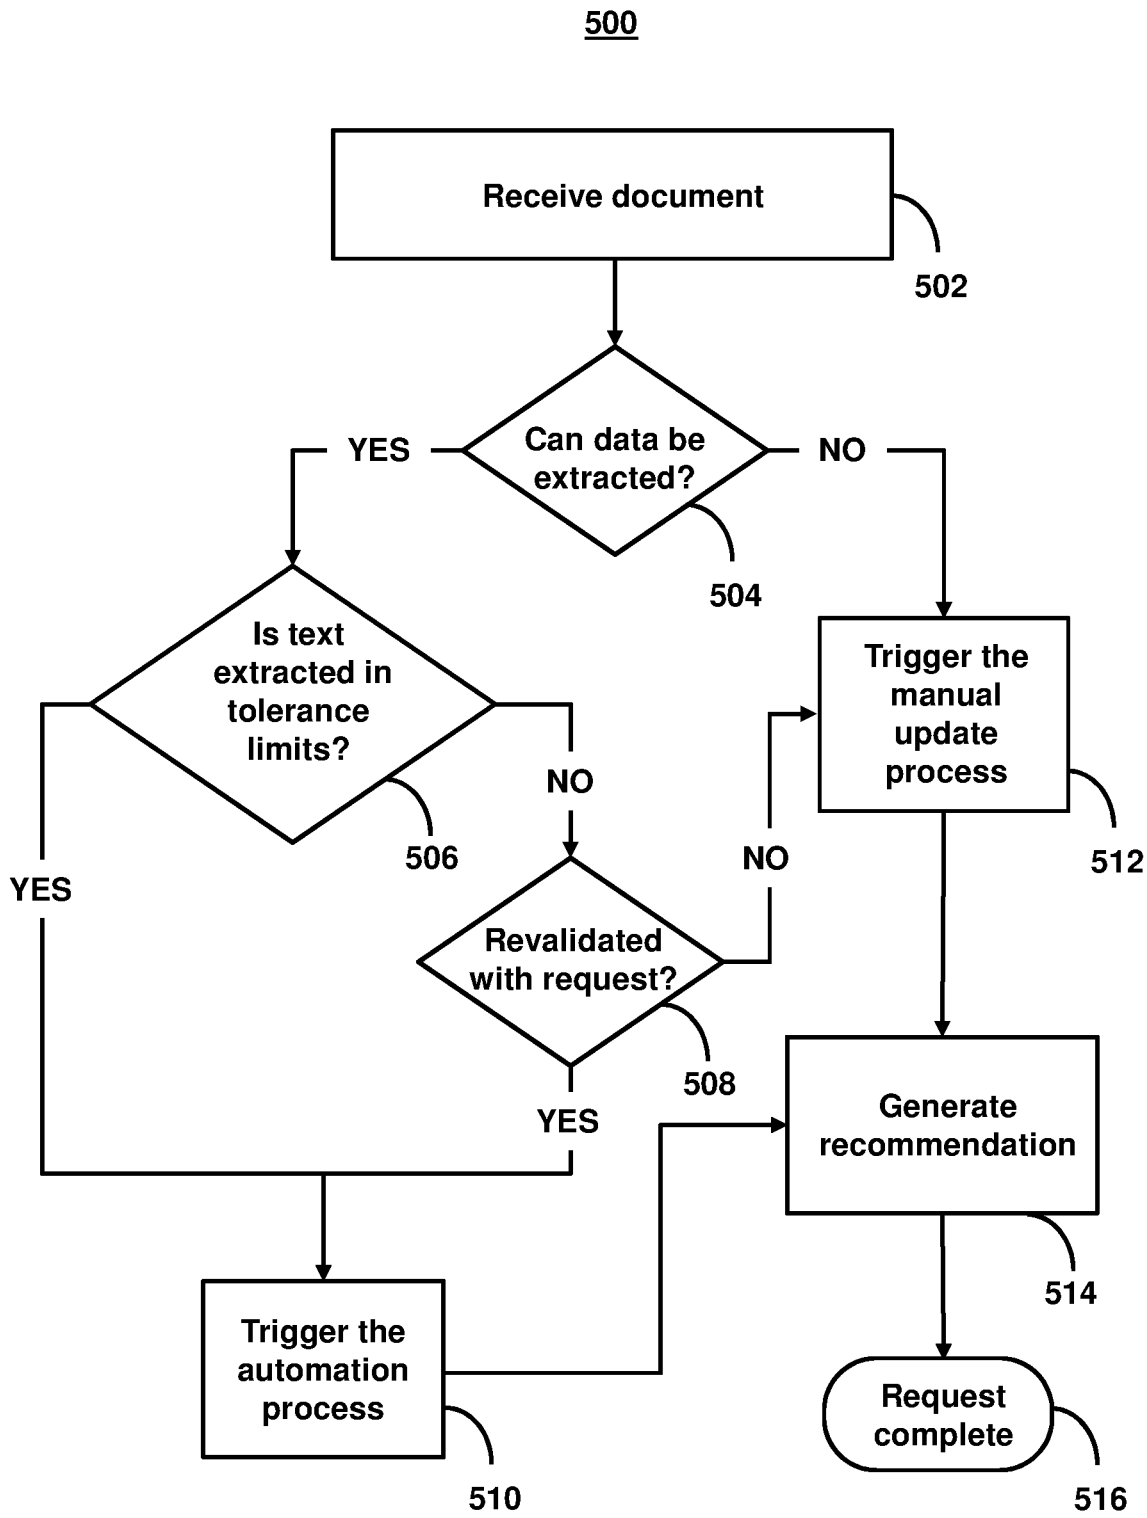 500
Receive document
502
Can data be
extracted?
YES
NO
504
Is text
extracted in
tolerance
limits?
506
Trigger the
manual
update
process
512
YES
NO
NO
Revalidated
with request?
508
YES
Generate
recommendation
514
Trigger the
automation
process
510
Request
complete
516